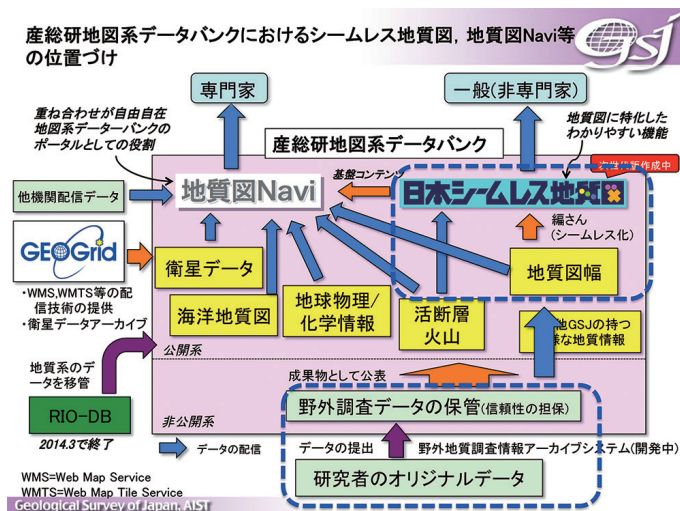 産総研地図系データバンクにおけるシームレス地質図,地質図Navi等
の位置づけ
GSJ
専門家
一般(非専門家)
重ね合わせが自由自在
地図系データーバンクの
ポータルとしての役割
地質図に特化した
わかりやすい機能
産総研地図系データバンク
次世代版作成中
他機関配信データ
地質図Navi
基盤コンテンツ
日本シームレス地質図
編さん
(シームレス化)
GEOGrid
衛星データ
地質図幅
・WMS,WMTS等の配
信技術の提供
・衛星データアーカイブ
海洋地質図
地球物理/
化学情報
活断層
火山
地GSJの持つ
様な地質情報
公開系
地質系のデ
ータを移管
成果物として公表
RIO-DB
非公開系
野外調査データの保管(信頼性の担保)
2014.3で終了
データの配信
データの提出
野外地質調査情報アーカイブシステム(開発中)
研究者のオリジナルデータ
WMS=Web Map Service
WMTS=Web Map Tile Service
Geological Survey of Japan, AIST